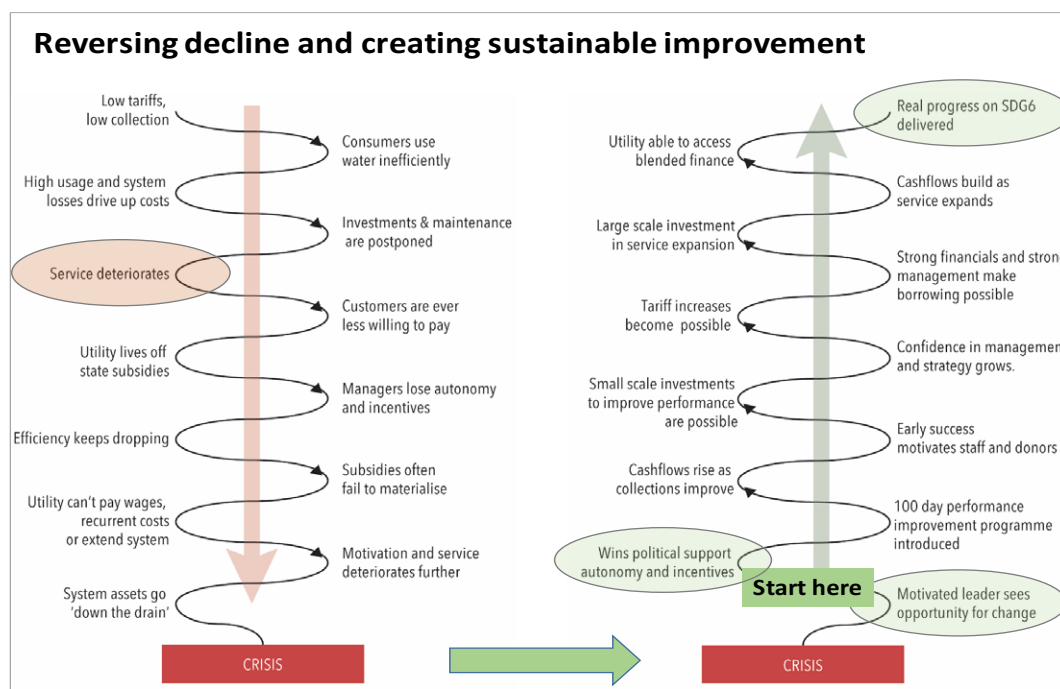 Reversing decline and creating sustainable improvement
Low tariffs,
low collection
Consumers use
water inefficiently
High usage and system
losses drive up costs
Investments & maintenance
are postponed
Service deteriorates
Customers are ever
less willing to pay
Utility lives off
state subsidies
Managers lose autonomy
and incentives
Efficiency keeps dropping
Subsidies often
fail to materialise
Utility can't pay wages,
recurrent costs
or extend system
Motivation and service
deteriorates further
System assets go
'down the drain'
CRISIS
Real progress on SDG6
delivered
Utility able to access
blended finance
Cashflows build as
service expands
Large scale investment
in service expansion
Strong financials and strong
management make
borrowing possible
Tariff increases
become possible
Confidence in management
and strategy grows.
Small scale investments
to improve performance
are possible
Early success
motivates staff and donors
Cashflows rise as
collections improve
100 day performance
improvement programme
introduced
Wins political support
autonomy and incentives
Start here
Motivated leader sees
opportunity for change
CRISIS